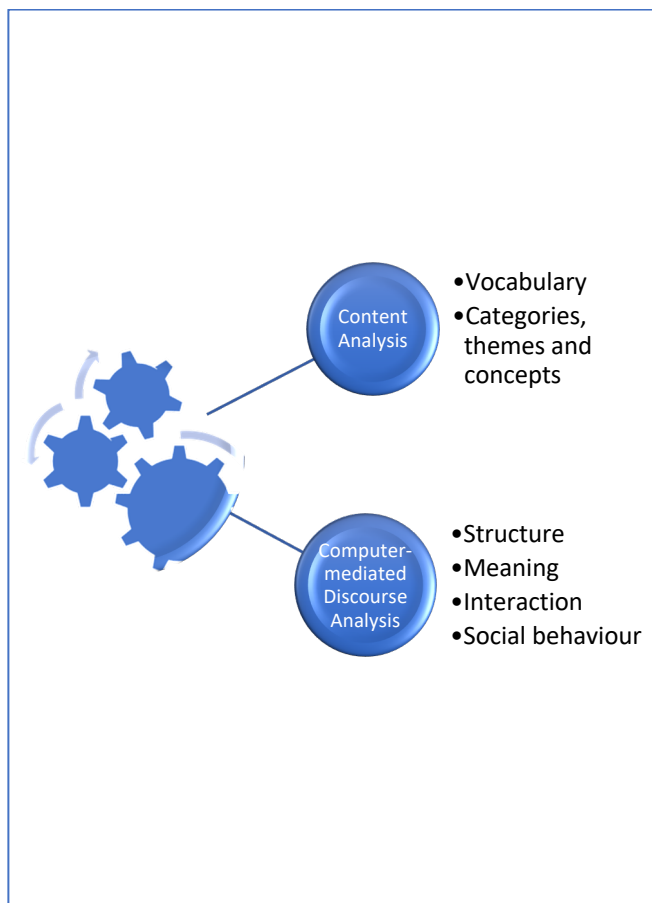 Content
Analysis
•Vocabulary
•Categories,
themes and
concepts
Computer-
mediated
Discourse
Analysis
•Structure
•Meaning
•Interaction
•Social behaviour